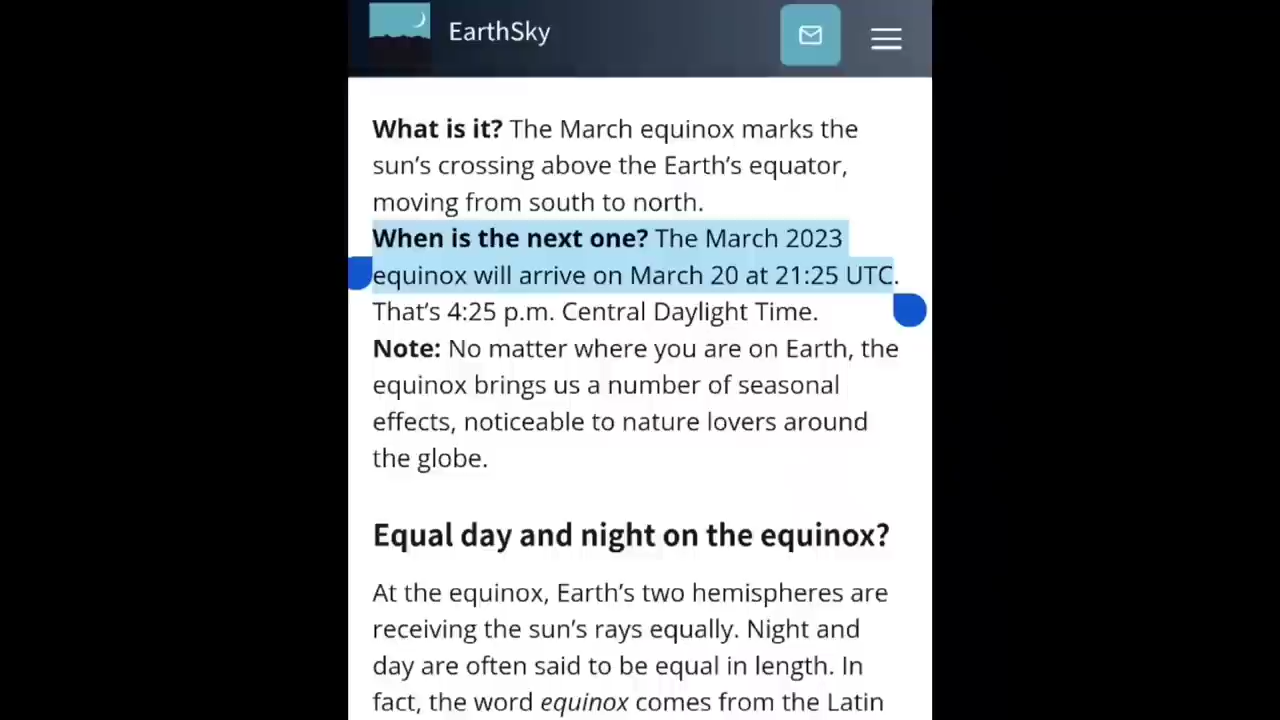 EarthSky
What is it? The March equinox marks the
sun's crossing above the Earth's equator,
moving from south to north.
When is the next one? The March 2023
equinox will arrive on March 20 at 21:25 UTC.
That's 4:25 p.m. Central Daylight Time.
Note: No matter where you are on Earth, the
equinox brings us a number of seasonal
effects, noticeable to nature lovers around
the globe.
Equal day and night on the equinox?
At the equinox, Earth's two hemispheres are
receiving the sun's rays equally. Night and
day are often said to be equal in length. In
fact, the word equinox comes from the Latin